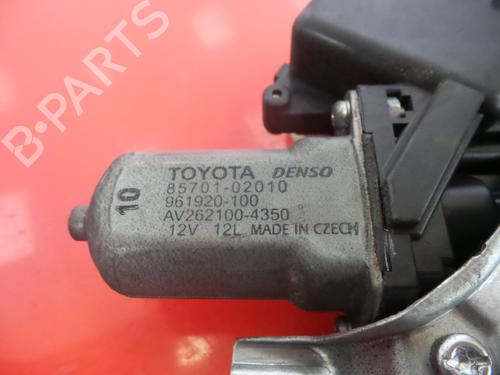 B-PARTS
10
TOYOTA DENSO
85701-02010
961920-100
AV262100-4350
12V 12L MADE IN CZECH